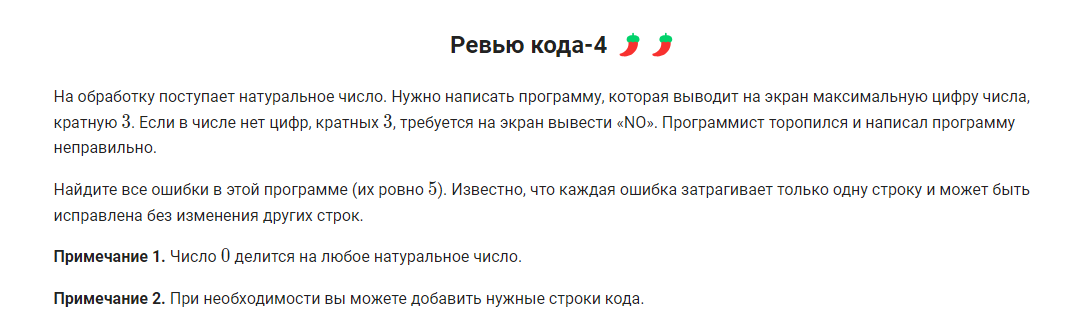 Ревью кода-4 🌶️ 🌶️
На обработку поступает натуральное число. Нужно написать программу, которая выводит на экран максимальную цифру числа,
кратную 3. Если в числе нет цифр, кратных 3, требуется на экран вывести «NO». Программист торопился и написал программу
неправильно.
Найдите все ошибки в этой программе (их ровно 5). Известно, что каждая ошибка затрагивает только одну строку и может быть
исправлена без изменения других строк.
Примечание 1. Число 0 делится на любое натуральное число.
Примечание 2. При необходимости вы можете добавить нужные строки кода.